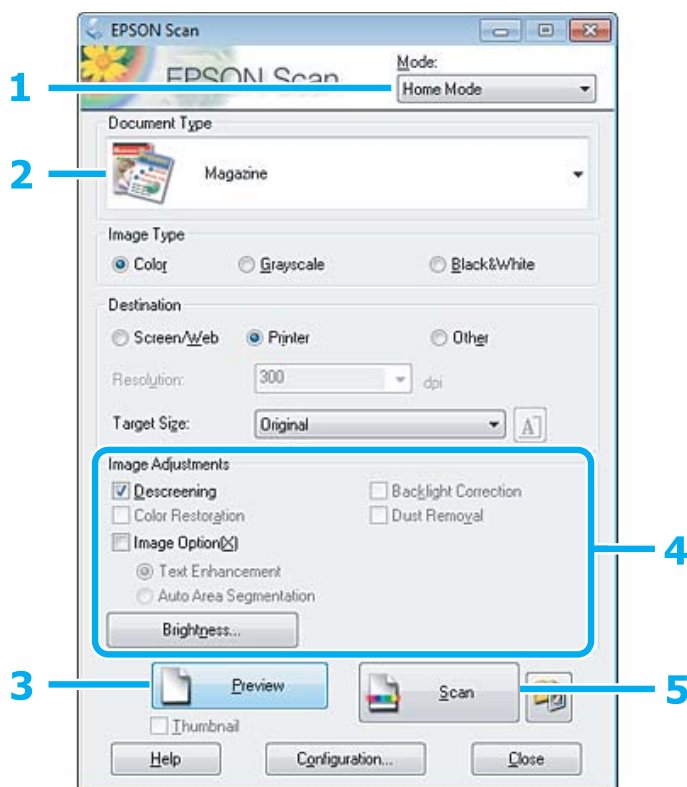 EPSON Scan
EPSON Scan
Mode:
1
Home Mode
Document Type
2
Magazine
Image Type
Color
Grayscale
Black&White
Destination
Screen/Web
Printer
Other
Resolution:
300
dpi
Target Size:
Original
A
Image Adjustments
Descreening
Backlight Correction
Color Restoration
Dust Removal
Image Option(X)
4
Text Enhancement
Auto Area Segmentation
Brightness...
3
Preview
Scan
5
Thumbnail
Help
Configuration...
Close